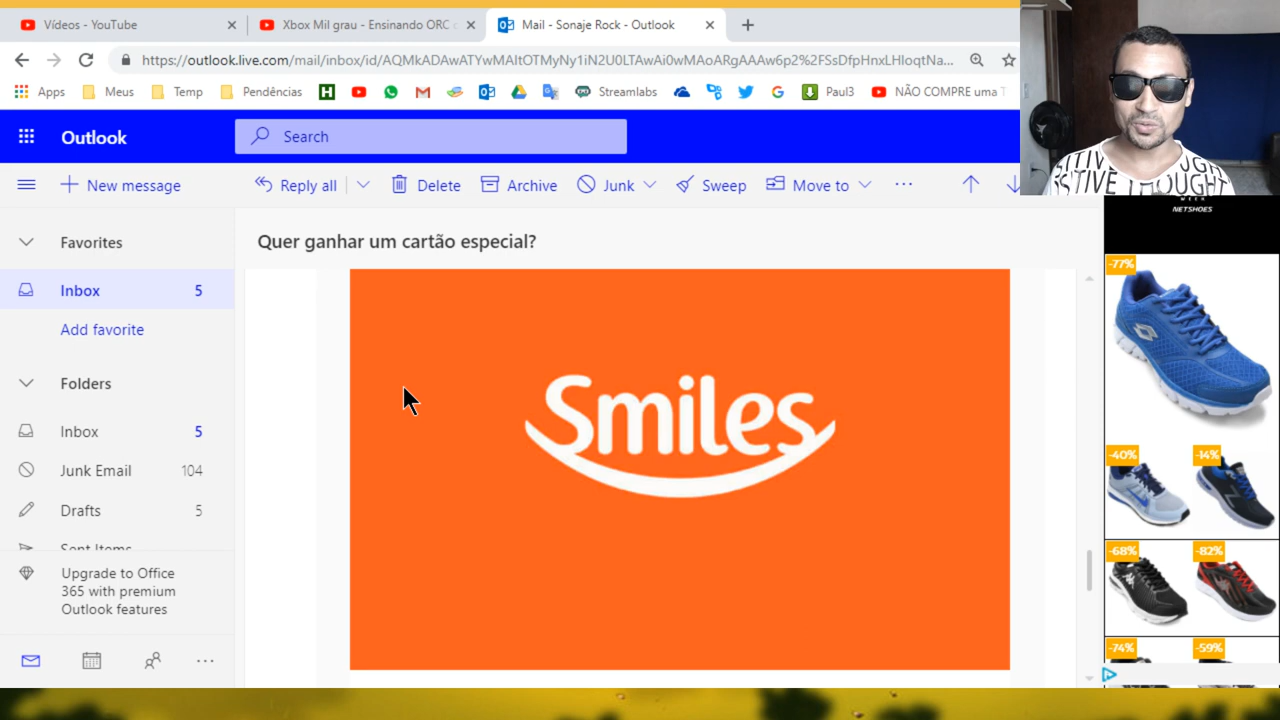 Vídeos - YouTube
Xbox Mil grau - Ensinando ORC c
Mail - Sonaje Rock - Outlook
https://outlook.live.com/mail/inbox/id/AQMkADAwATYwMAItOTMyNy1iN2U0LTAwAi0wMAoARgAAAw6p2%2FSsDfpHnxLHloqtNa...
Apps
Meus
Temp
Pendências
H
Streamlabs
Paul3
NÃO COMPRE uma T
Outlook
Search
New message
Reply all
Delete
Archive
Junk
Sweep
Move to
Favorites
Inbox 5
Add favorite
Folders
Inbox 5
Junk Email 104
Drafts 5
Sent Items
Upgrade to Office
365 with premium
Outlook features
Quer ganhar um cartão especial?
Smiles
WEEK
NETSHOES
-77%
-40%
-14%
-68%
-82%
-74%
-59%